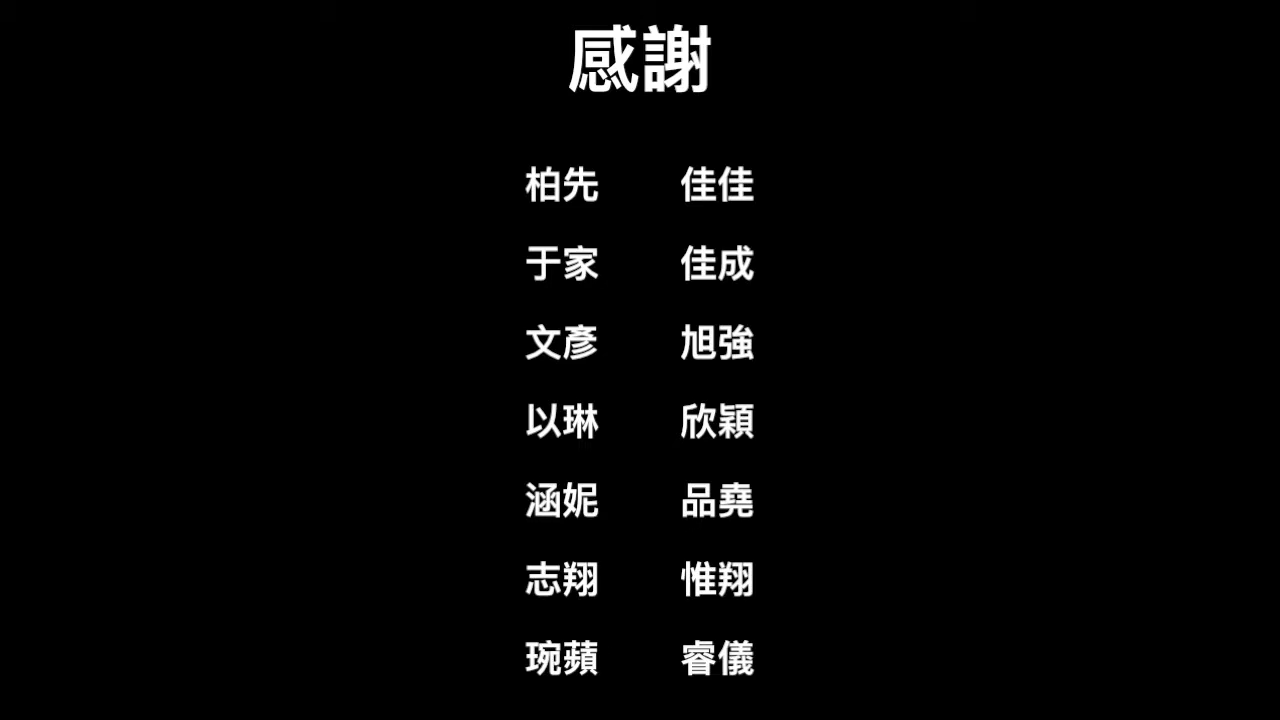 感謝
柏先 佳佳
于家 佳成
文彥 旭強
以琳 欣穎
涵妮 品堯
志翔 惟翔
琬蘋 睿儀